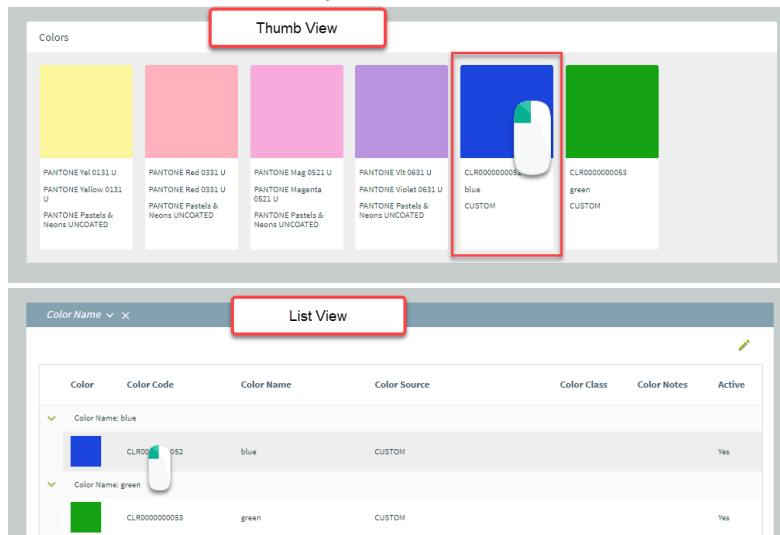 Thumb View
Colors
PANTONE Yel 0131 U
PANTONE Yellow 0131
U
PANTONE Pastels &
Neons UNCOATED
PANTONE Red 0331 U
PANTONE Red 0331 U
PANTONE Pastels &
Neons UNCOATED
PANTONE Mag 0521 U
PANTONE Magenta
0521 U
PANTONE Pastels &
Neons UNCOATED
PANTONE Vlt 0631 U
PANTONE Violet 0631 U
PANTONE Pastels &
Neons UNCOATED
blue
CUSTOM
CLR0000000053
green
CUSTOM
Color Name
List View
Color Color Code Color Name Color Source Color Class Color Notes Active
Color Name: blue
blue CUSTOM Yes
Color Name: green
CLR0000000053 green CUSTOM Yes